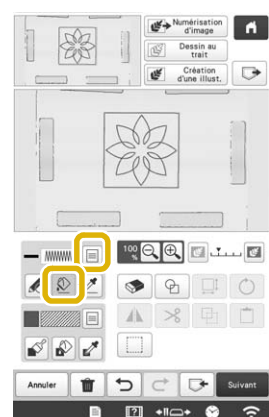 Numérisation
d'image
Dessin au
trait
Création
d'une illust.
100
%
Annuler
Suivant
?